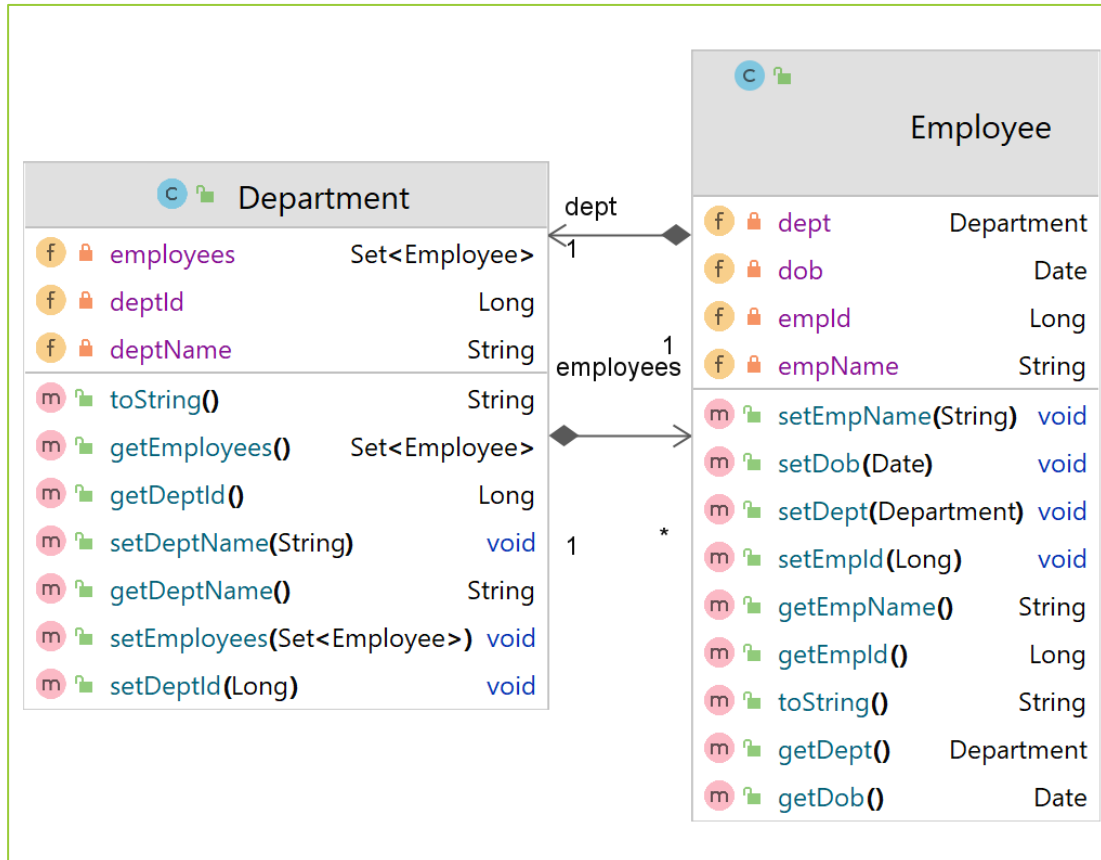 C Department
f employees Set<Employee>
f deptId Long
f deptName String
m toString() String
m getEmployees() Set<Employee>
m getDeptId() Long
m setDeptName(String) void
m getDeptName() String
m setEmployees(Set<Employee>) void
m setDeptId(Long) void
dept
1
1
employees
1
*
C
Employee
f dept Department
f dob Date
f empId Long
f empName String
m setEmpName(String) void
m setDob(Date) void
m setDept(Department) void
m setEmpId(Long) void
m getEmpName() String
m getEmpId() Long
m toString() String
m getDept() Department
m getDob() Date